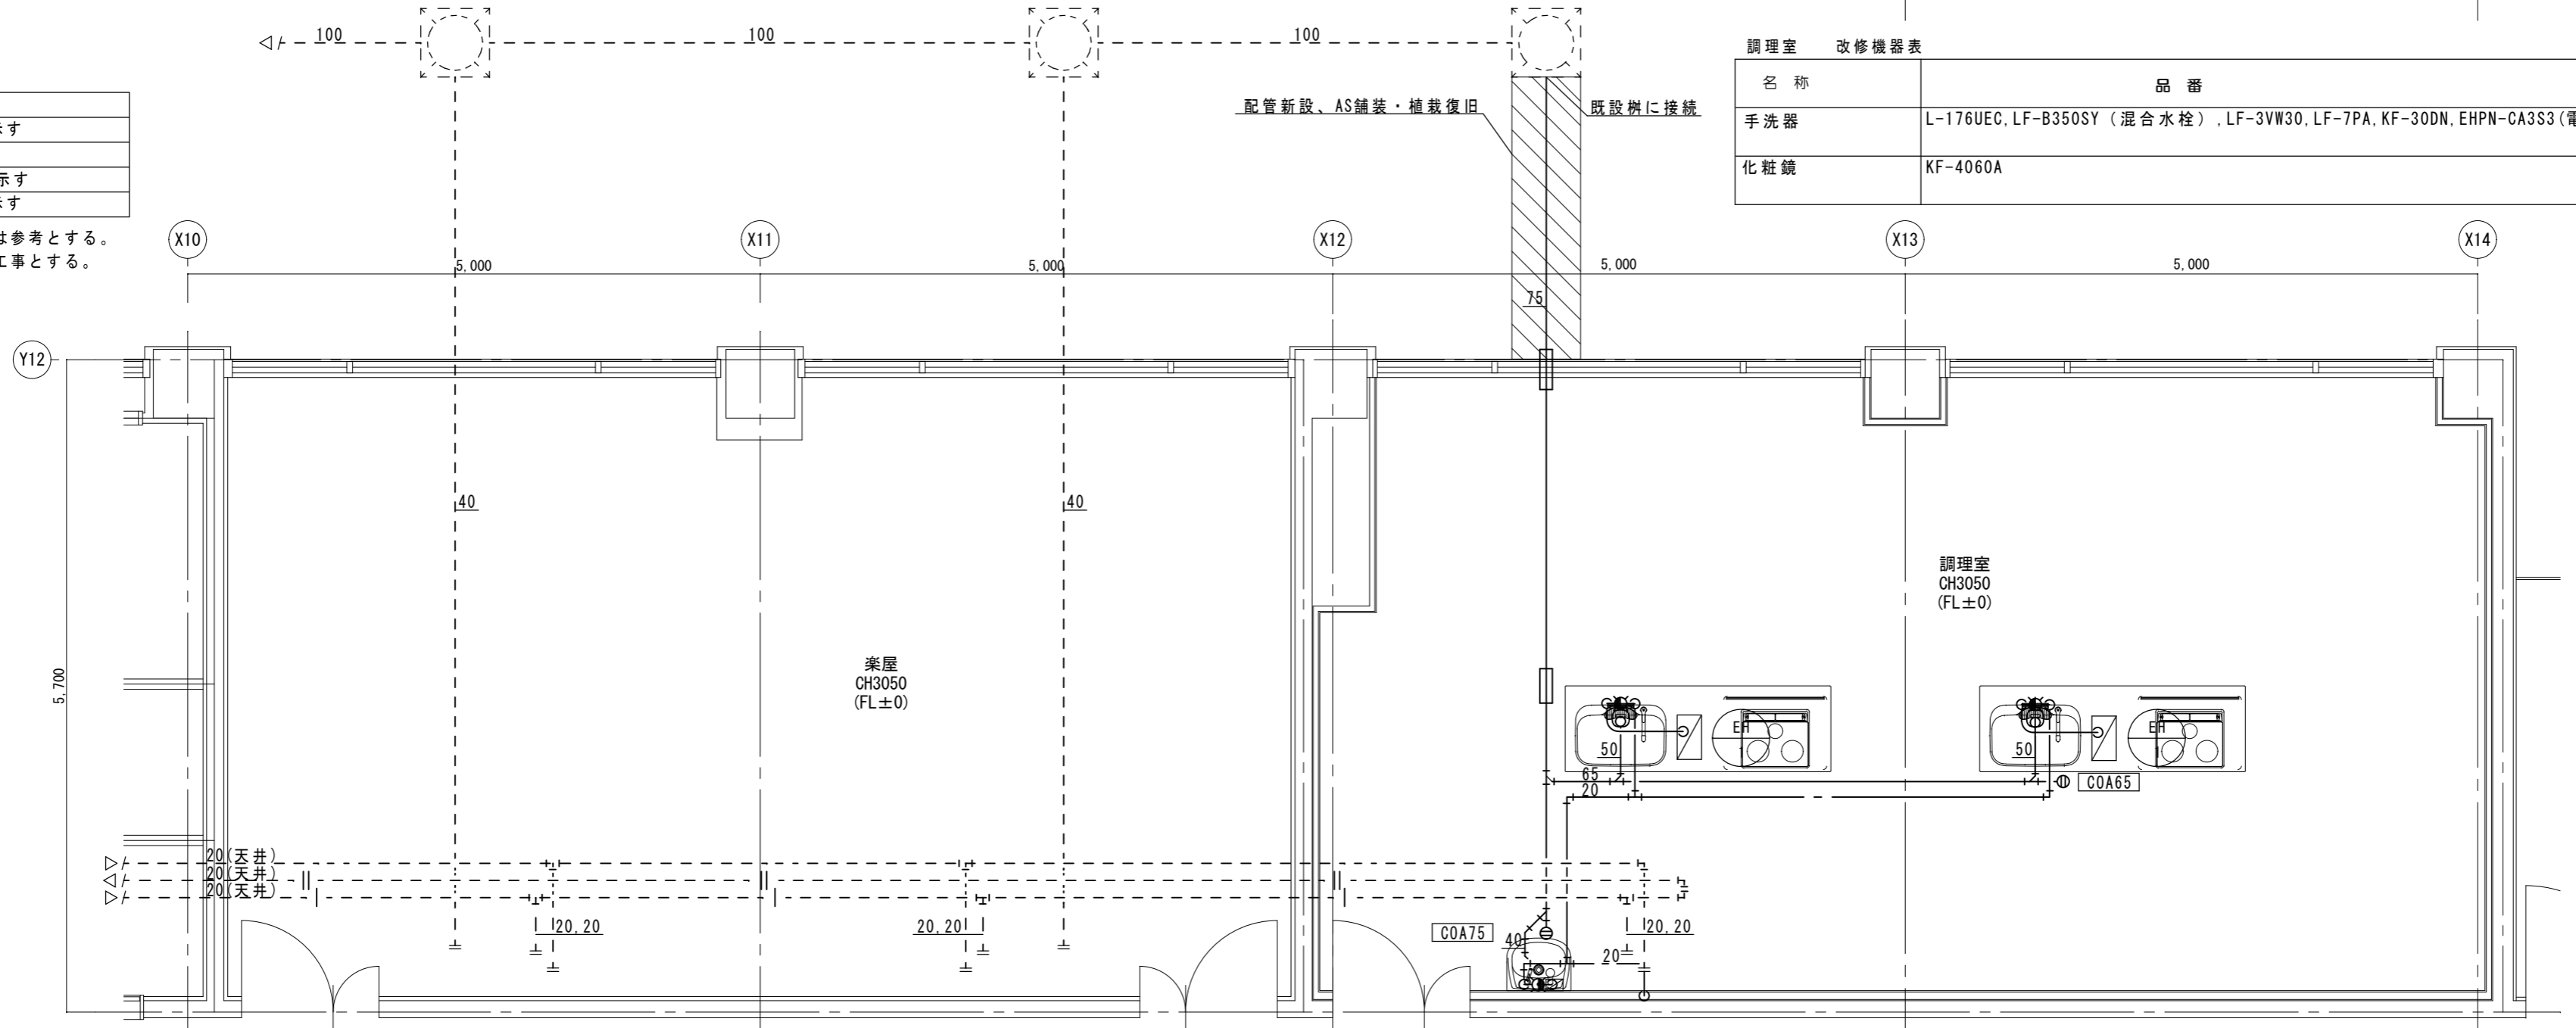 100
100
100
調理室　改修機器表
名 称
品 番
手洗器
L-176UEC,LF-B350SY（混合水栓）,LF-3VW30,LF-7PA,KF-30DN,EHPN-CA3S3(電
化粧鏡
KF-4060A
配管新設、AS舗装・植栽復旧
既設桝に接続
す
示す
す
は参考とする。
工事とする。
X10
X11
X12
X13
X14
5,000
5,000
5,000
5,000
75
Y12
5,700
40
40
楽屋
CH3050
(FL±0)
調理室
CH3050
(FL±0)
EH
EH
50
50
65
20
COA65
20(天井)
20(天井)
20(天井)
20,20
20,20
20,20
COA75
40
20